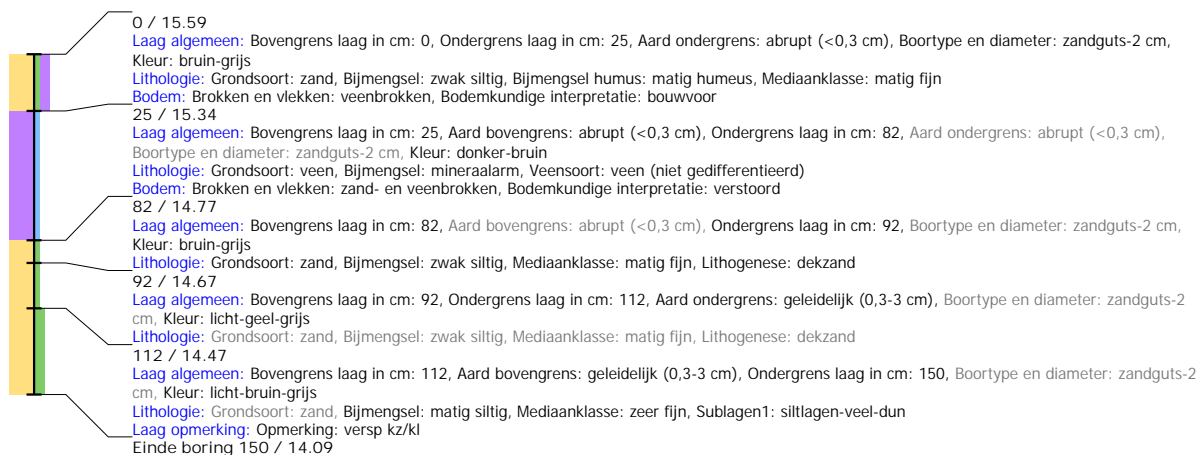 0 / 15.59
Laag algemeen: Bovengrens laag in cm: 0, Ondergrens laag in cm: 25, Aard ondergrens: abrupt (<0,3 cm), Boortype en diameter: zandguts-2 cm,
Kleur: bruin-grijs
Lithologie: Grondsoort: zand, Bijmengsel: zwak siltig, Bijmengsel humus: matig humeus, Mediaanklasse: matig fijn
Bodem: Brokken en vlekken: veenbrokken, Bodemkundige interpretatie: bouwvoor
25 / 15.34
Laag algemeen: Bovengrens laag in cm: 25, Aard bovengrens: abrupt (<0,3 cm), Ondergrens laag in cm: 82, Aard ondergrens: abrupt (<0,3 cm),
Boortype en diameter: zandguts-2 cm, Kleur: donker-bruin
Lithologie: Grondsoort: veen, Bijmengsel: mineraalarm, Veensoort: veen (niet gedifferentieerd)
Bodem: Brokken en vlekken: zand- en veenbrokken, Bodemkundige interpretatie: verstoord
82 / 14.77
Laag algemeen: Bovengrens laag in cm: 82, Aard bovengrens: abrupt (<0,3 cm), Ondergrens laag in cm: 92, Boortype en diameter: zandguts-2 cm,
Kleur: bruin-grijs
Lithologie: Grondsoort: zand, Bijmengsel: zwak siltig, Mediaanklasse: matig fijn, Lithogenese: dekzand
92 / 14.67
Laag algemeen: Bovengrens laag in cm: 92, Ondergrens laag in cm: 112, Aard ondergrens: geleidelijk (0,3-3 cm), Boortype en diameter: zandguts-2
cm, Kleur: licht-geel-grijs
Lithologie: Grondsoort: zand, Bijmengsel: zwak siltig, Mediaanklasse: matig fijn, Lithogenese: dekzand
112 / 14.47
Laag algemeen: Bovengrens laag in cm: 112, Aard bovengrens: geleidelijk (0,3-3 cm), Ondergrens laag in cm: 150, Boortype en diameter: zandguts-2
cm, Kleur: licht-bruin-grijs
Lithologie: Grondsoort: zand, Bijmengsel: matig siltig, Mediaanklasse: zeer fijn, Sublagen1: siltlagen-veel-dun
Laag opmerking: Opmerking: versp kz/kl
Einde boring 150 / 14.09